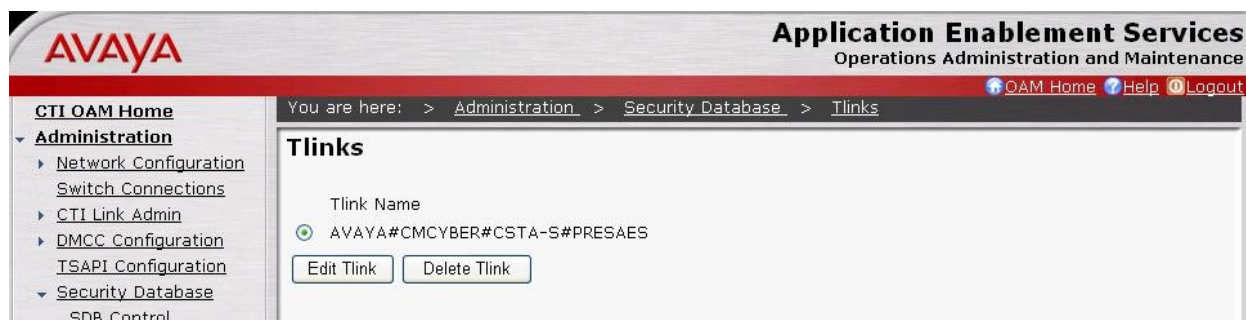 AVAYA
Application Enablement Services
Operations Administration and Maintenance
OAM Home Help Logout
CTI OAM Home
Administration
Network Configuration
Switch Connections
CTI Link Admin
DMCC Configuration
TSAPI Configuration
Security Database
SDB Control
You are here: > Administration > Security Database > Tlinks
Tlinks
Tlink Name
AVAYA#CMCYBER#CSTA-S#PRESAES
Edit Tlink Delete Tlink